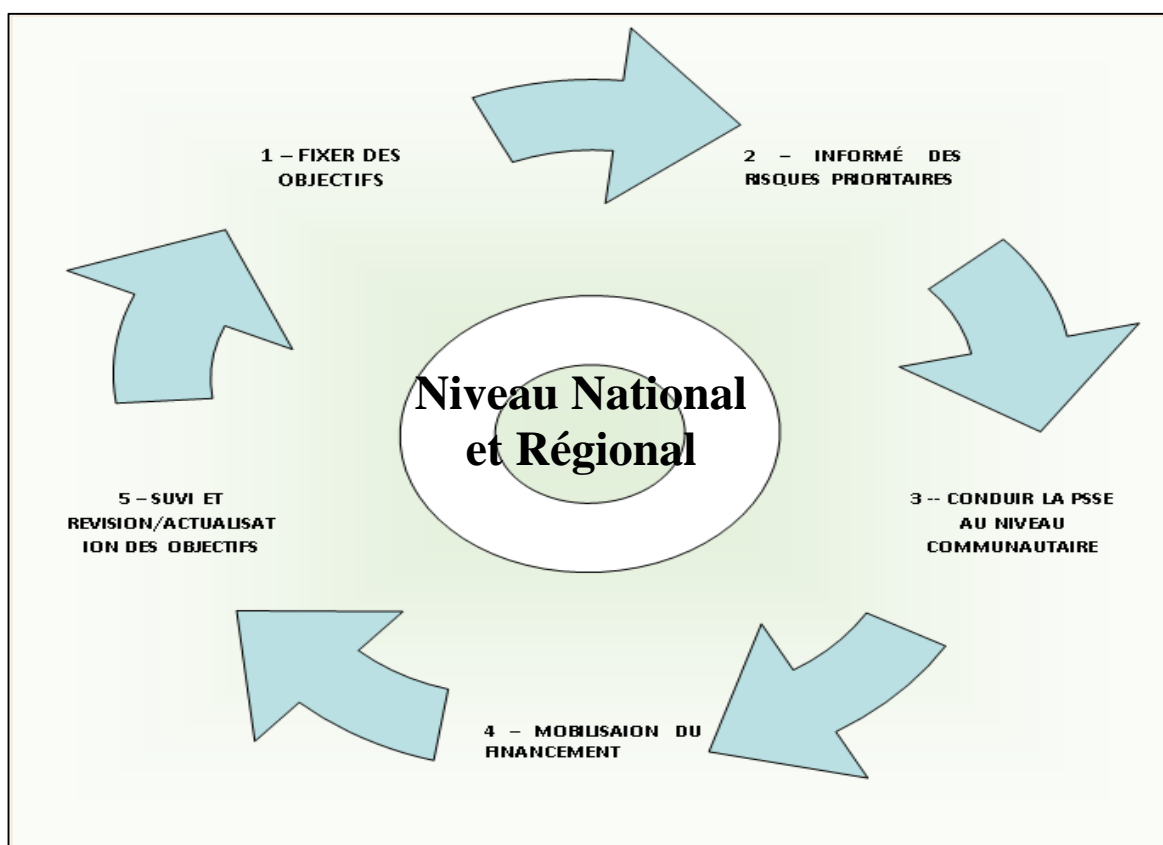 1 – FIXER DES
OBJECTIFS
2 – INFORMÉ DES
RISQUES PRIORITAIRES
Niveau National
et Régional
3 -- CONDUIR LA PSSE
AU NIVEAU
COMMUNAUTAIRE
5 – SUVI ET
REVISION/ACTUALISAT
ION DES OBJECTIFS
4 – MOBILISAION DU
FINANCEMENT